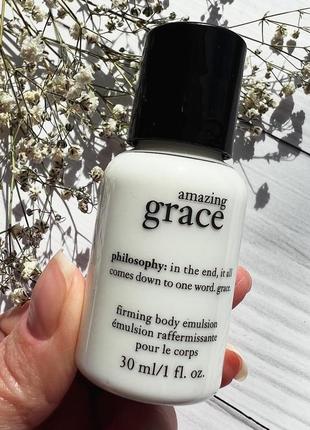 amazing
grace
philosophy: in the end, it all
comes down to one word. grace.
firming body emulsion
émulsion raffermissante
pour le corps
30 ml/1 fl. oz.